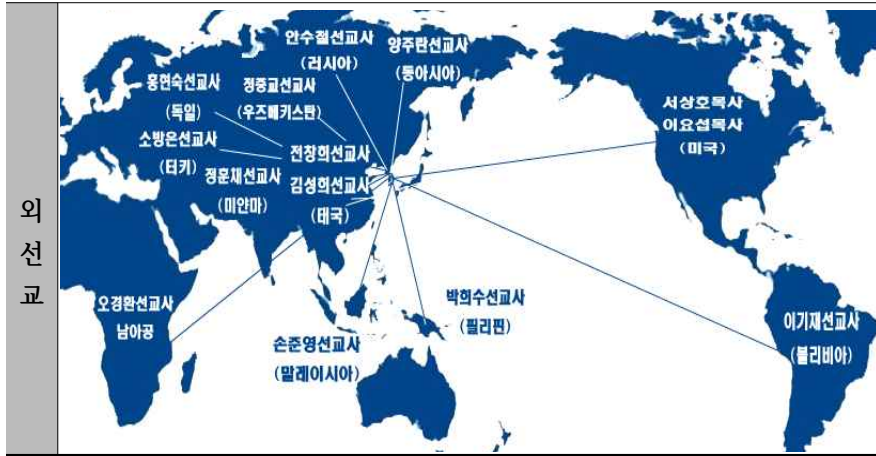 외
선
교
안수철선교사
(러시아)
양주탄선교사
(동아시아)
홍현숙선교사
(독일)
정중교선교사
(우즈베키스탄)
소방은선교사
(터키)
전창희선교사
김성희선교사
(태국)
정훈채선교사
(미얀마)
서상호목사
이요섭목사
(미국)
오경환선교사
남아공
박희수선교사
(필리핀)
손준영선교사
(말레이시아)
이기재선교사
(볼리비아)